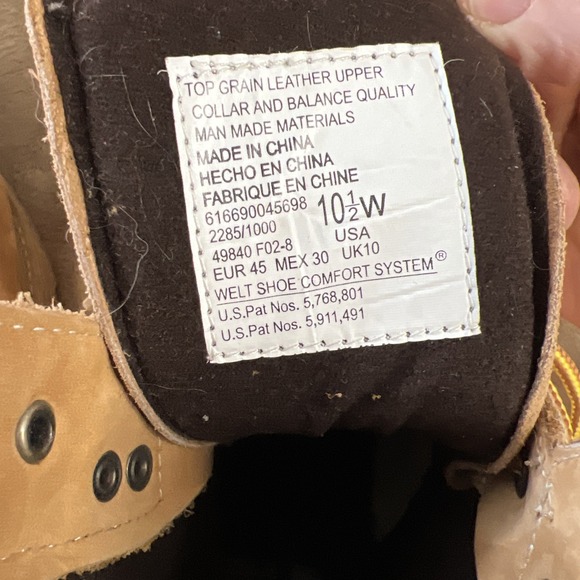 TOP GRAIN LEATHER UPPER
COLLAR AND BALANCE QUALITY
MAN MADE MATERIALS
MADE IN CHINA
HECHO EN CHINA
FABRIQUE EN CHINE
616690045698 10½W
2285/1000 USA
49840 F02-8
EUR 45 MEX 30 UK10
WELT SHOE COMFORT SYSTEM®
U.S.Pat Nos. 5,768,801
U.S.Pat Nos. 5,911,491